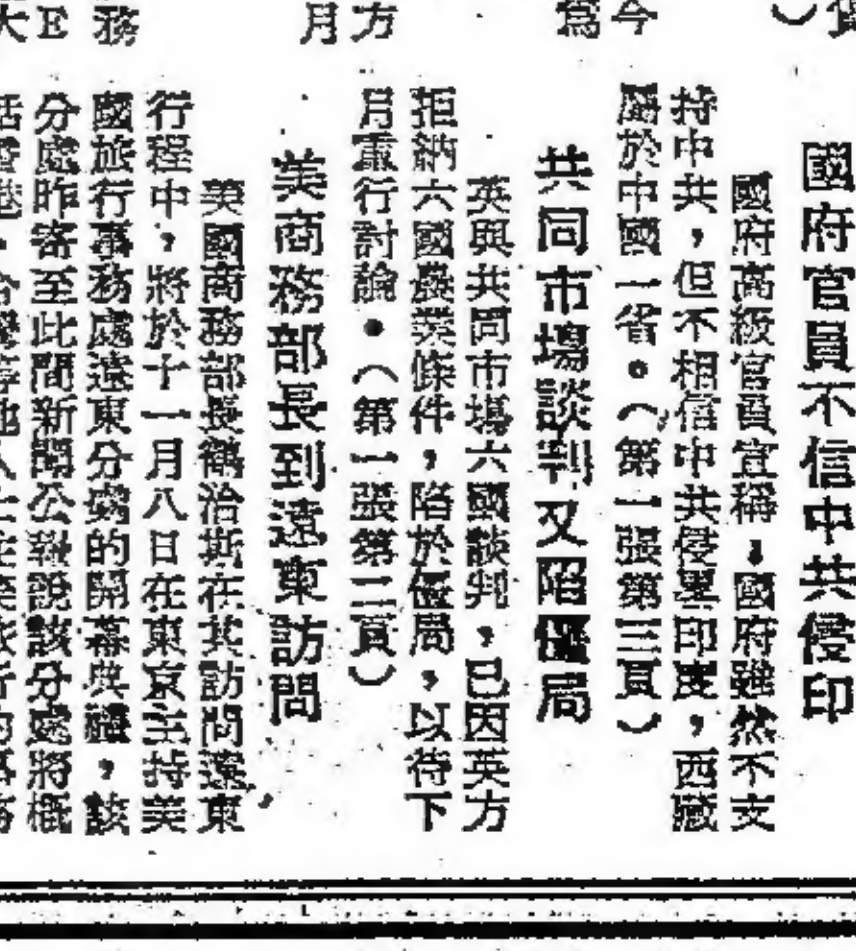 國府官員不信中共侵印
國府高級官員宣稱,國府雖然不支
持中共,但不相信中共侵畧印度,西藏
屬於中國一省。(第一張第三頁)
共同市場談判又陷僵局
英與共同市場六國談判,已因英方
拒納六國農業條件,陷於僵局,以待下
月重行討論。(第一張第二頁)
美商務部長到遠東訪問
美國商務部長鶴治斯在其訪問遠東
行程中,將於十一月八日在東京主持美
國旅行事務處遠東分處的開幕典禮,該
分處昨寄至此間新聞公報說該分處將概
今
爲
方
月
務
E